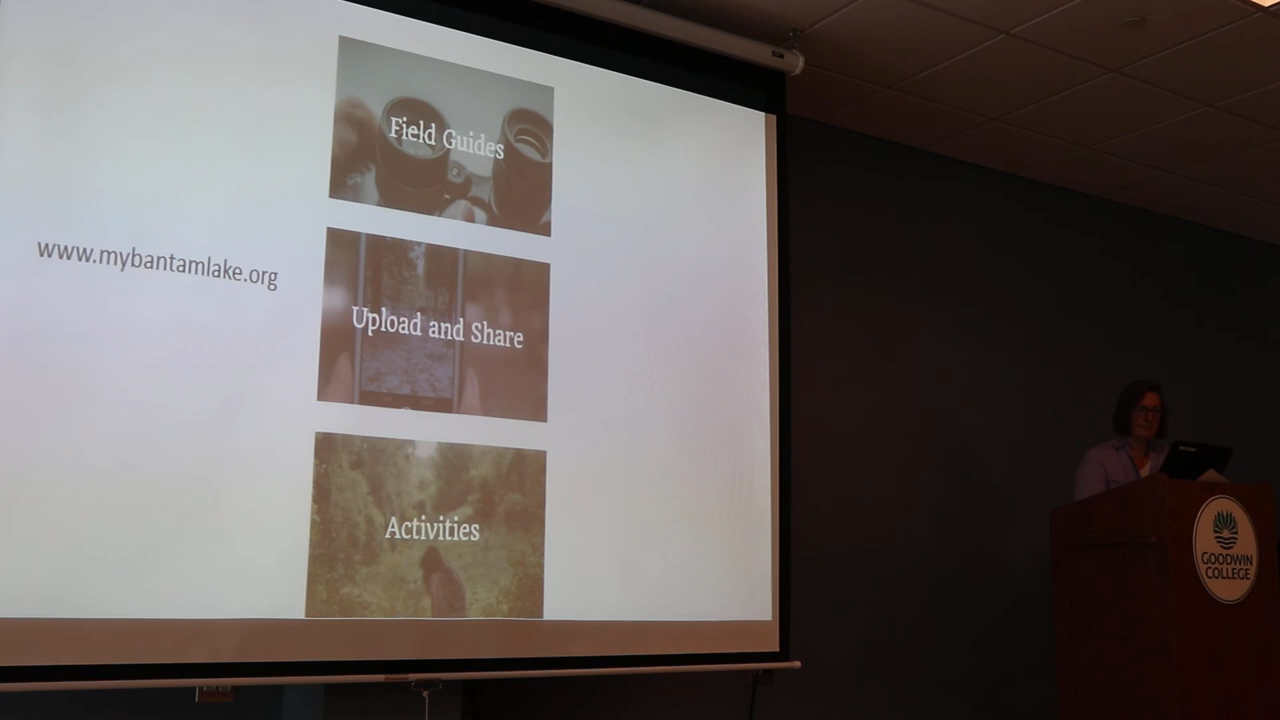 Field Guides
www.mybantamlake.org
Upload and Share
Activities
GOODWIN
COLLEGE